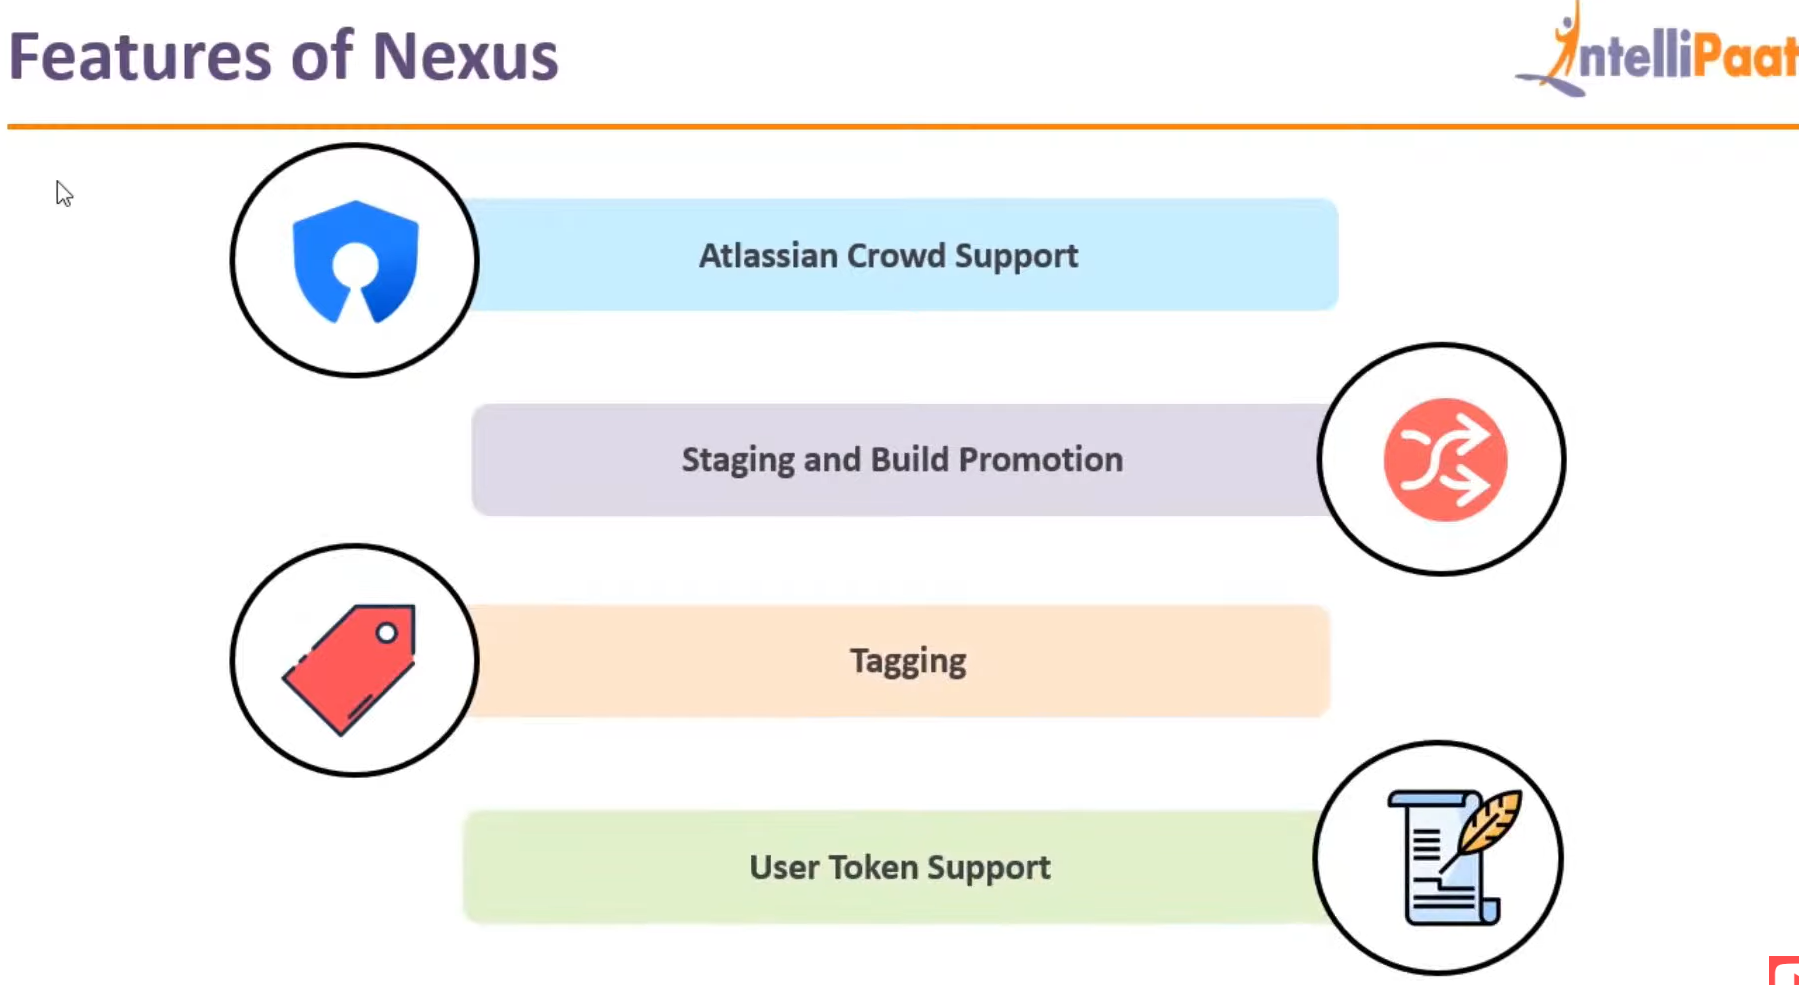 Features of Nexus
IntelliPaat
Atlassian Crowd Support
Staging and Build Promotion
Tagging
User Token Support